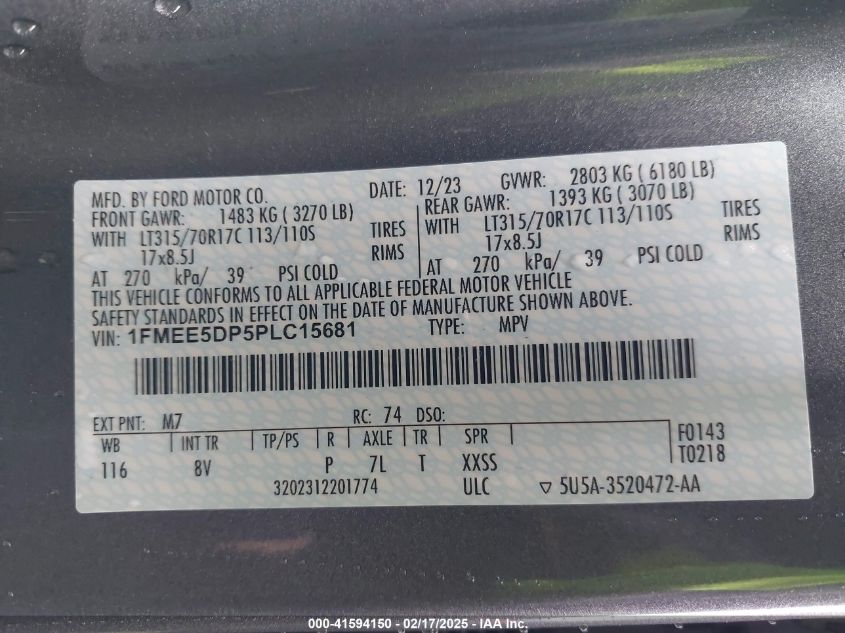 MFD. BY FORD MOTOR CO. DATE: 12/23 GVWR: 2803 KG ( 6180 LB)
FRONT GAWR: 1483 KG ( 3270 LB) REAR GAWR: 1393 KG ( 3070 LB)
WITH LT315/70R17C 113/110S TIRES WITH LT315/70R17C 113/110S TIRES
17x8.5J RIMS 17x8.5J RIMS
AT 270 kPa/ 39 PSI COLD AT 270 kPa/ 39 PSI COLD
THIS VEHICLE CONFORMS TO ALL APPLICABLE FEDERAL MOTOR VEHICLE
SAFETY STANDARDS IN EFFECT ON THE DATE OF MANUFACTURE SHOWN ABOVE.
VIN: 1FMEE5DP5PLC15681 TYPE: MPV
EXT PNT: M7 RC: 74 DSO:
WB INT TR TP/PS R AXLE TR SPR F0143
116 8V P 7L T XXSS T0218
3202312201774 ULC ▽ 5U5A-3520472-AA
000-41594150 - 02/17/2025 - IAA Inc.